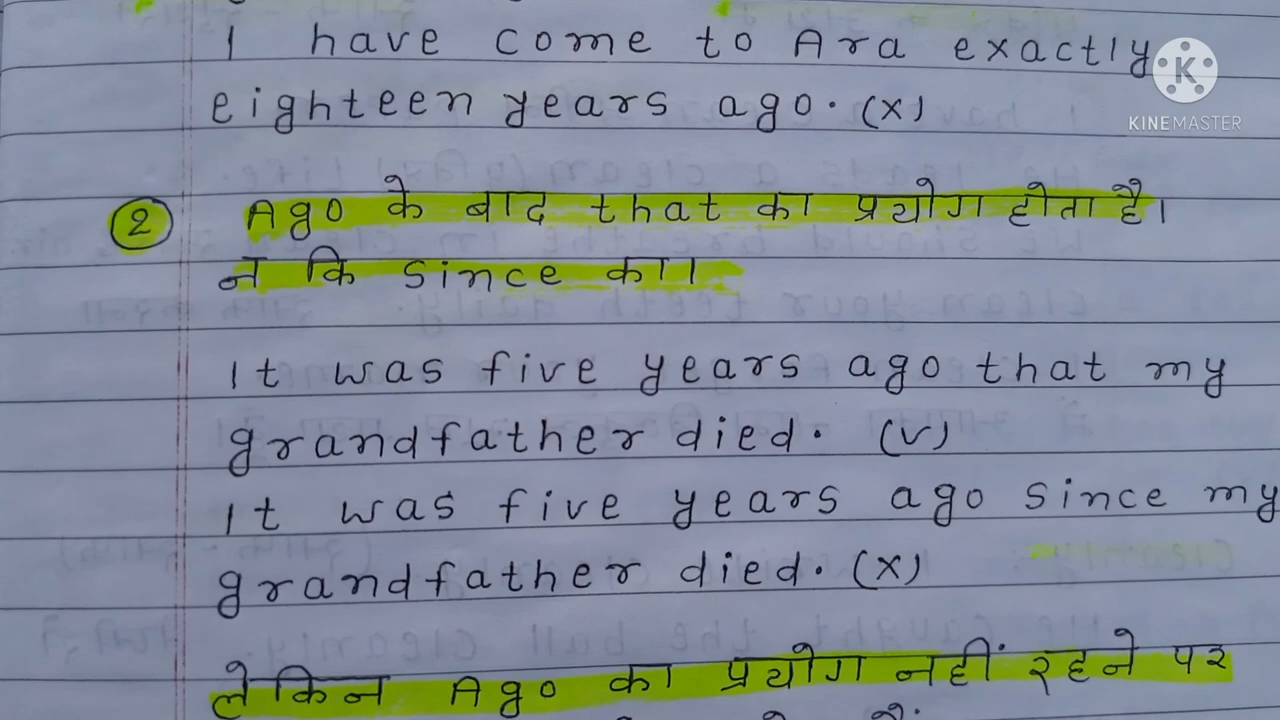 I have come to Ara exactly
eighteen years ago. (x)
K
KINEMASTER
2 Ago के बाद that का प्रयोग होता है।
न कि since का।
It was five years ago that my
grandfather died. (v)
It was five years ago since my
grandfather died. (x)
लेकिन Ago का प्रयोग नहीं रहने पर